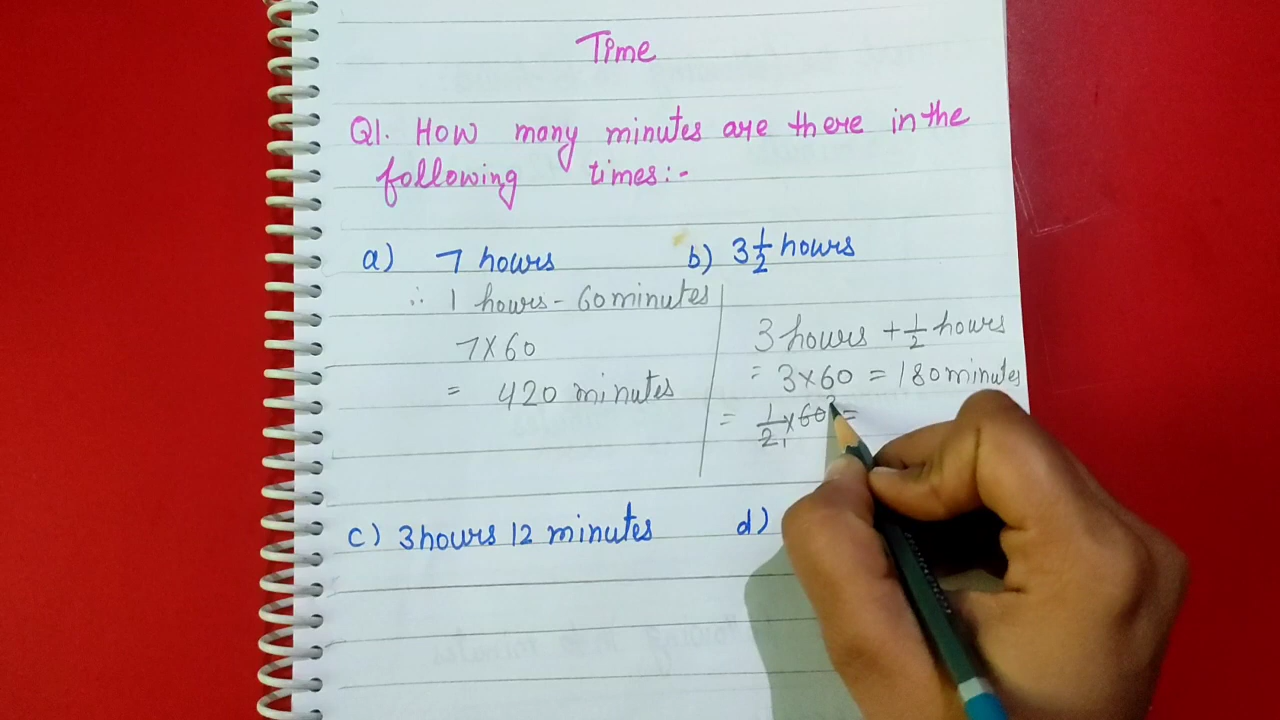 Time
Q1. How many minutes are there in the
following times:-
a) 7 hours
b) 3 1/2 hours
∴ 1 hours - 60 minutes
7 × 60
= 420 minutes
3 hours + 1/2 hours
= 3 × 60 = 180 minutes
= 1/2 1 × 60 3 =
c) 3 hours 12 minutes
d)